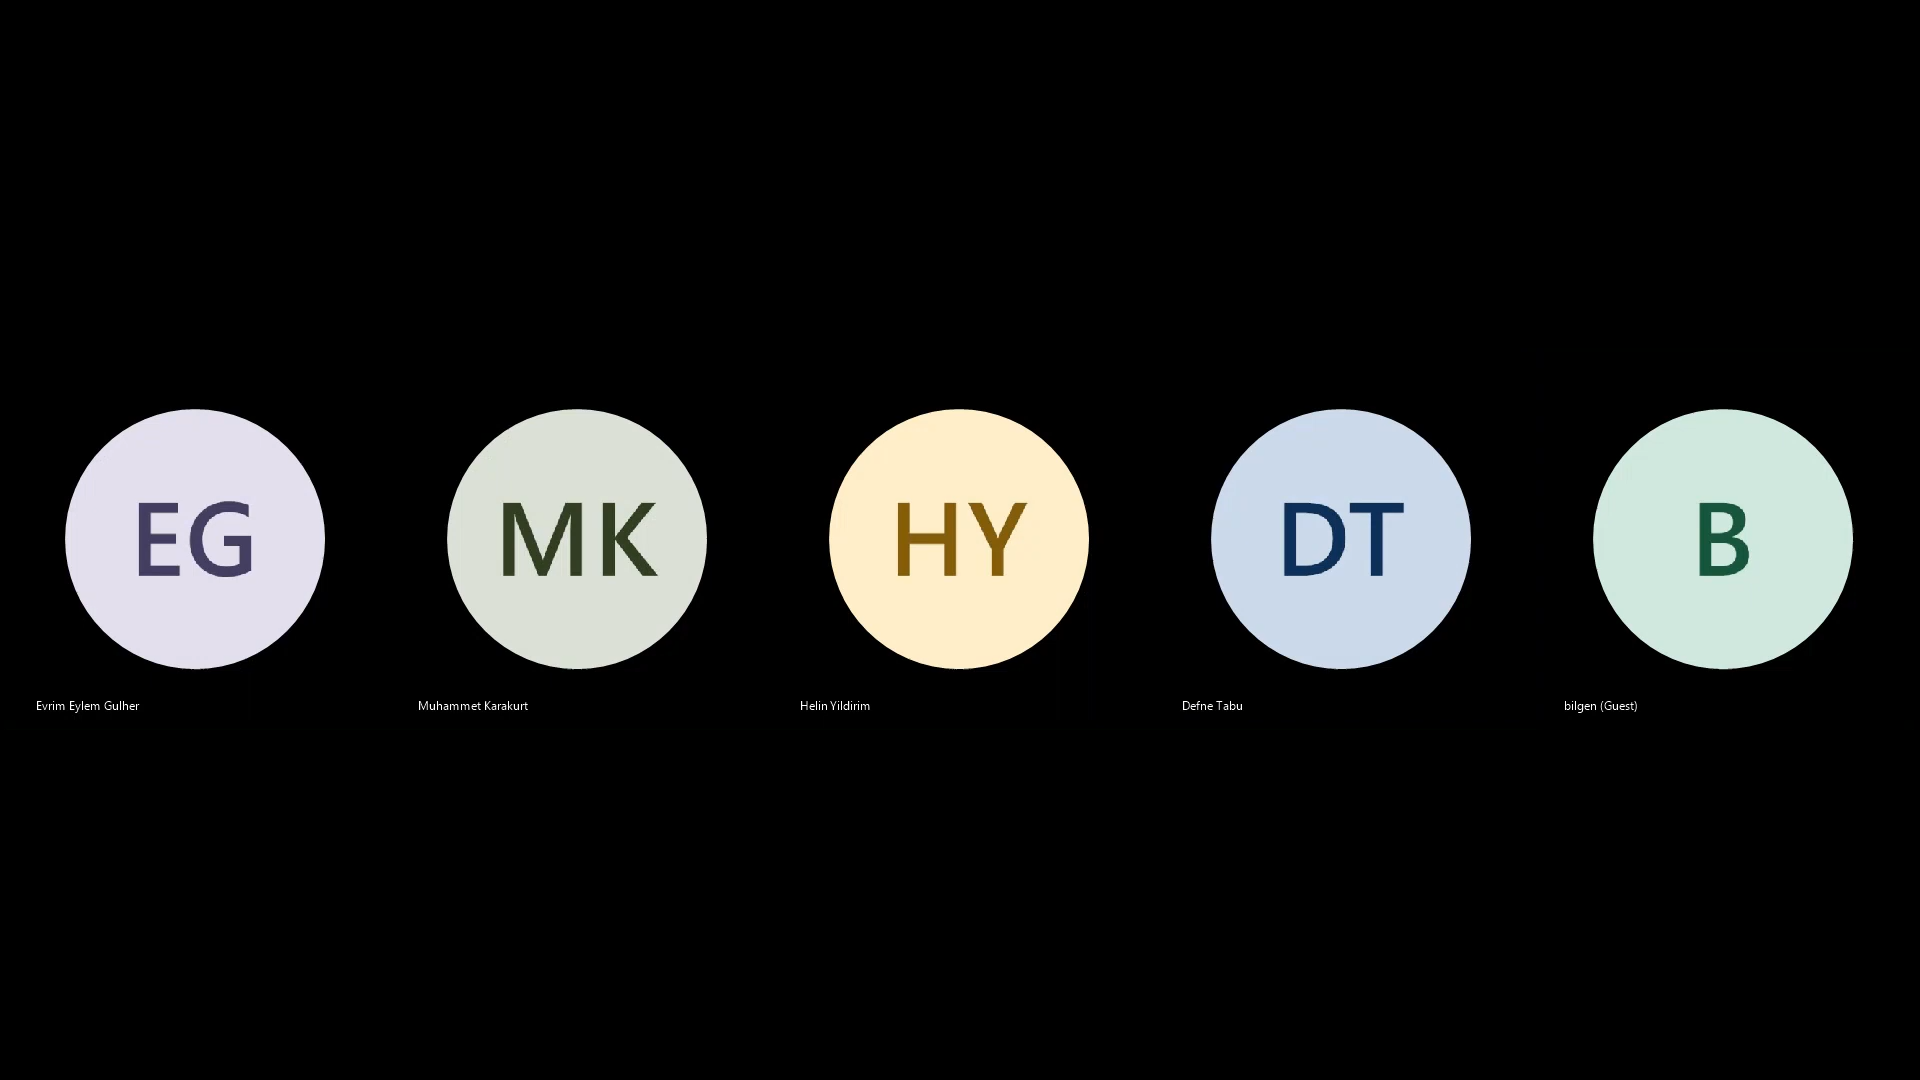 EG
MK
HY
DT
B
Evrim Eylem Gulher
Muhammet Karakurt
Helin Yildirim
Defne Tabu
bilgen (Guest)